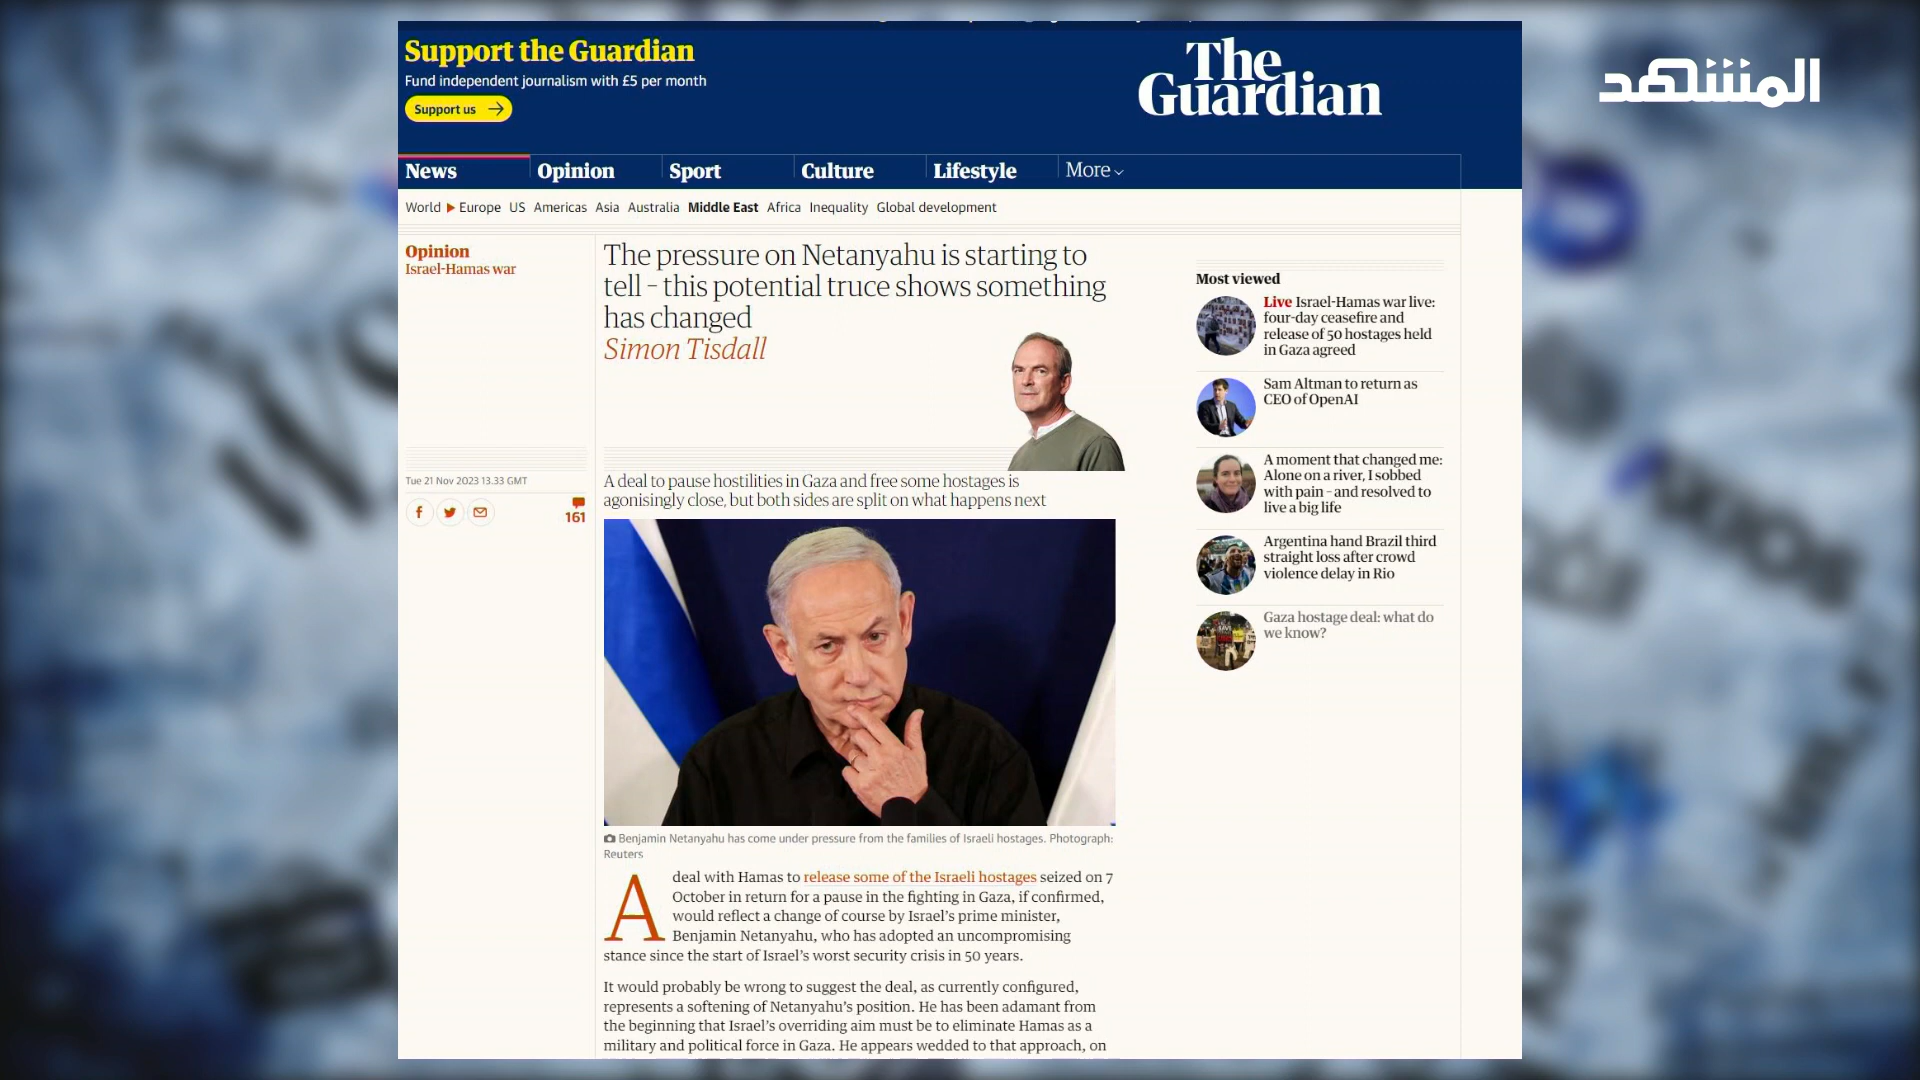 Support the Guardian
Fund independent journalism with £5 per month
Support us
The
Guardian
المشهد
News
Opinion
Sport
Culture
Lifestyle
More
World
Europe
US
Americas
Asia
Australia
Middle East
Africa
Inequality
Global development
Opinion
Israel-Hamas war
The pressure on Netanyahu is starting to
tell – this potential truce shows something
has changed
Simon Tisdall
A deal to pause hostilities in Gaza and free some hostages is
agonisingly close, but both sides are split on what happens next
Tue 21 Nov 2023 13.33 GMT
161
Benjamin Netanyahu has come under pressure from the families of Israeli hostages. Photograph:
Reuters
A deal with Hamas to release some of the Israeli hostages seized on 7
October in return for a pause in the fighting in Gaza, if confirmed,
would reflect a change of course by Israel’s prime minister,
Benjamin Netanyahu, who has adopted an uncompromising
stance since the start of Israel’s worst security crisis in 50 years.
It would probably be wrong to suggest the deal, as currently configured,
represents a softening of Netanyahu’s position. He has been adamant from
the beginning that Israel’s overriding aim must be to eliminate Hamas as a
military and political force in Gaza. He appears wedded to that approach, on
Most viewed
Live Israel-Hamas war live:
four-day ceasefire and
release of 50 hostages held
in Gaza agreed
Sam Altman to return as
CEO of OpenAI
A moment that changed me:
Alone on a river, I sobbed
with pain – and resolved to
live a big life
Argentina hand Brazil third
straight loss after crowd
violence delay in Rio
Gaza hostage deal: what do
we know?